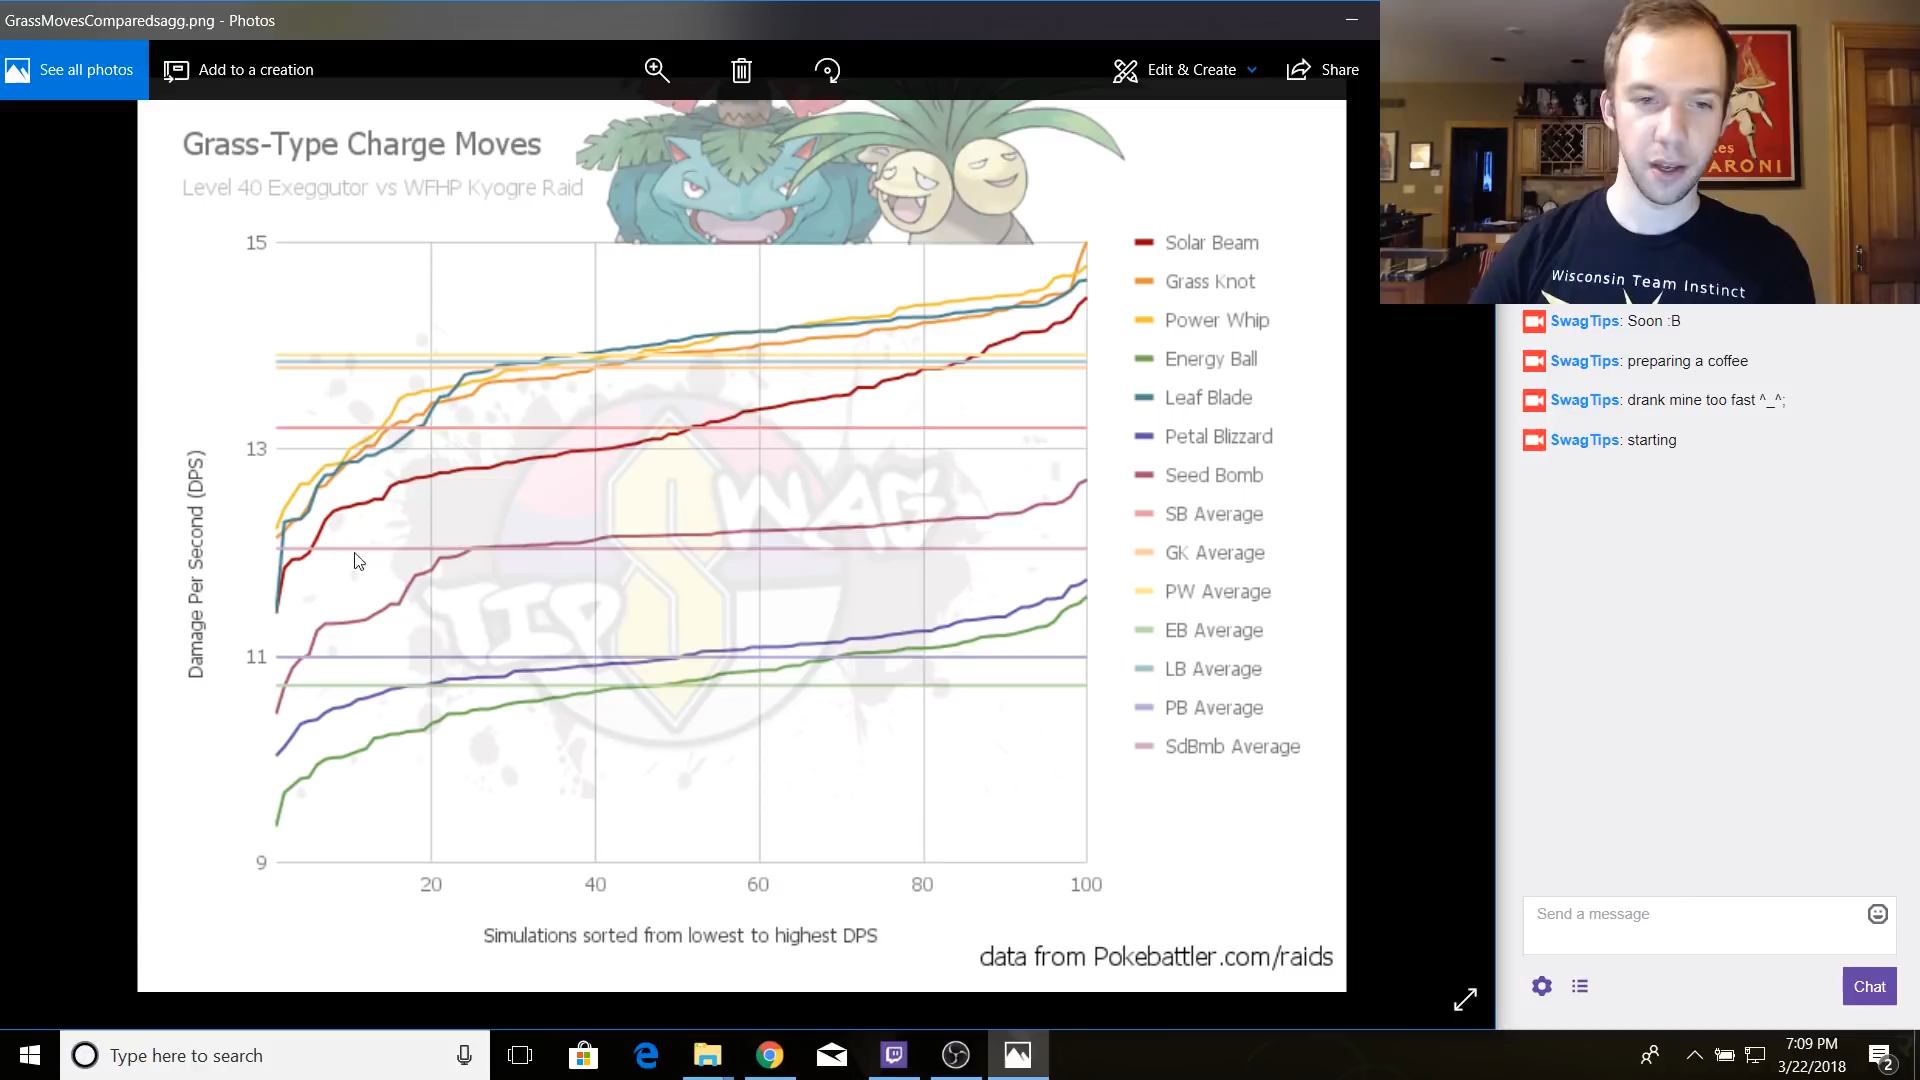 GrassMovesComparedsagg.png - Photos
See all photos
Add to a creation
Edit & Create
Share
Grass-Type Charge Moves
Level 40 Exeggutor vs WFHP Kyogre Raid
15
13
11
9
Damage Per Second (DPS)
20 40 60 80 100
Simulations sorted from lowest to highest DPS
data from Pokebattler.com/raids
Solar Beam
Grass Knot
Power Whip
Energy Ball
Leaf Blade
Petal Blizzard
Seed Bomb
SB Average
GK Average
PW Average
EB Average
LB Average
PB Average
SdBmb Average
SWAG
TIPS
ARONI
Wisconsin Team Instinct
SwagTips: Soon :B
SwagTips: preparing a coffee
SwagTips: drank mine too fast ^_^;
SwagTips: starting
Send a message
Chat
Type here to search
7:09 PM
3/22/2018
2